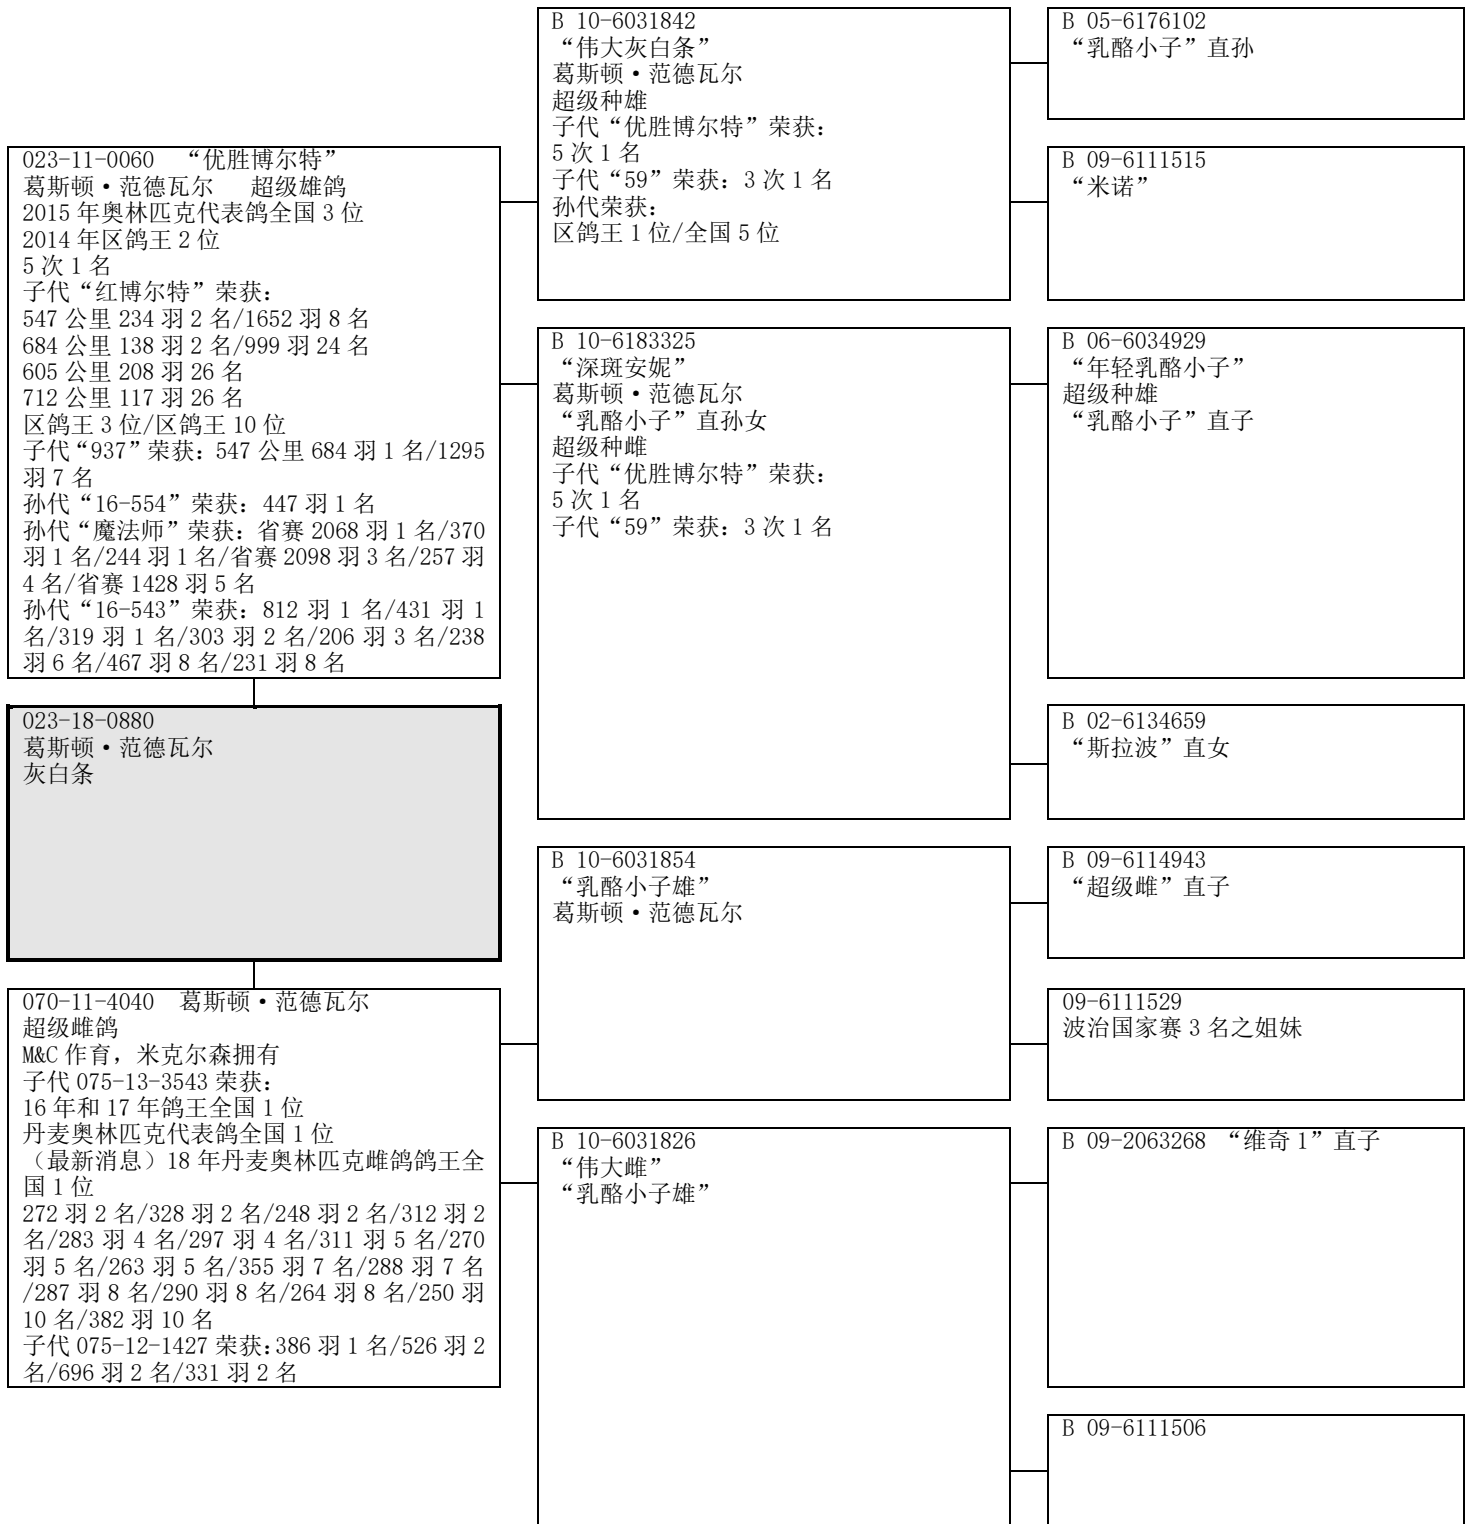 023-11-0060 “优胜博尔特”
葛斯顿·范德瓦尔 超级雄鸽
2015 年奥林匹克代表鸽全国 3 位
2014 年区鸽王 2 位
5 次 1 名
子代“红博尔特”荣获：
547 公里 234 羽 2 名/1652 羽 8 名
684 公里 138 羽 2 名/999 羽 24 名
605 公里 208 羽 26 名
712 公里 117 羽 26 名
区鸽王 3 位/区鸽王 10 位
子代“937”荣获：547 公里 684 羽 1 名/1295
羽 7 名
孙代“16-554”荣获：447 羽 1 名
孙代“魔法师”荣获：省赛 2068 羽 1 名/370
羽 1 名/244 羽 1 名/省赛 2098 羽 3 名/257 羽
4 名/省赛 1428 羽 5 名
孙代“16-543”荣获：812 羽 1 名/431 羽 1
名/319 羽 1 名/303 羽 2 名/206 羽 3 名/238
羽 6 名/467 羽 8 名/231 羽 8 名
023-18-0880
葛斯顿·范德瓦尔
灰白条
070-11-4040 葛斯顿·范德瓦尔
超级雌鸽
M&C 作育，米克尔森拥有
子代 075-13-3543 荣获：
16 年和 17 年鸽王全国 1 位
丹麦奥林匹克代表鸽全国 1 位
（最新消息）18 年丹麦奥林匹克雌鸽鸽王全
国 1 位
272 羽 2 名/328 羽 2 名/248 羽 2 名/312 羽 2
名/283 羽 4 名/297 羽 4 名/311 羽 5 名/270
羽 5 名/263 羽 5 名/355 羽 7 名/288 羽 7 名
/287 羽 8 名/290 羽 8 名/264 羽 8 名/250 羽
10 名/382 羽 10 名
子代 075-12-1427 荣获：386 羽 1 名/526 羽 2
名/696 羽 2 名/331 羽 2 名
B 10-6031842
“伟大灰白条”
葛斯顿·范德瓦尔
超级种雄
子代“优胜博尔特”荣获：
5 次 1 名
子代“59”荣获：3 次 1 名
孙代荣获：
区鸽王 1 位/全国 5 位
B 10-6183325
“深斑安妮”
葛斯顿·范德瓦尔
“乳酪小子”直孙女
超级种雌
子代“优胜博尔特”荣获：
5 次 1 名
子代“59”荣获：3 次 1 名
B 10-6031854
“乳酪小子雄”
葛斯顿·范德瓦尔
B 10-6031826
“伟大雌”
“乳酪小子雄”
B 05-6176102
“乳酪小子”直孙
B 09-6111515
“米诺”
B 06-6034929
“年轻乳酪小子”
超级种雄
“乳酪小子”直子
B 02-6134659
“斯拉波”直女
B 09-6114943
“超级雌”直子
09-6111529
波治国家赛 3 名之姐妹
B 09-2063268 “维奇 1”直子
B 09-6111506